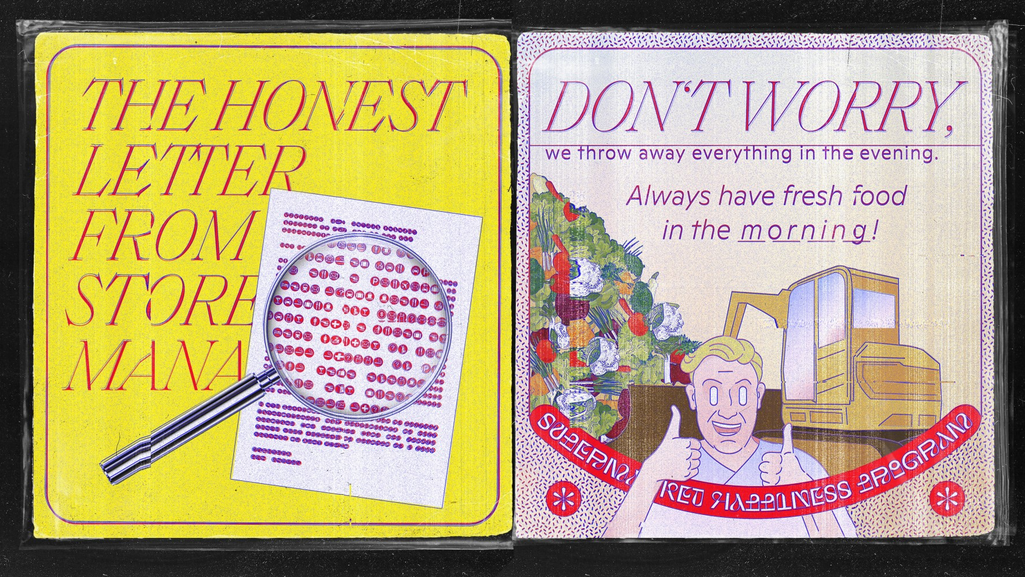 THE HONEST
LETTER
FROM
STORE
MANA
DON'T WORRY,
we throw away everything in the evening.
Always have fresh food
in the morning!